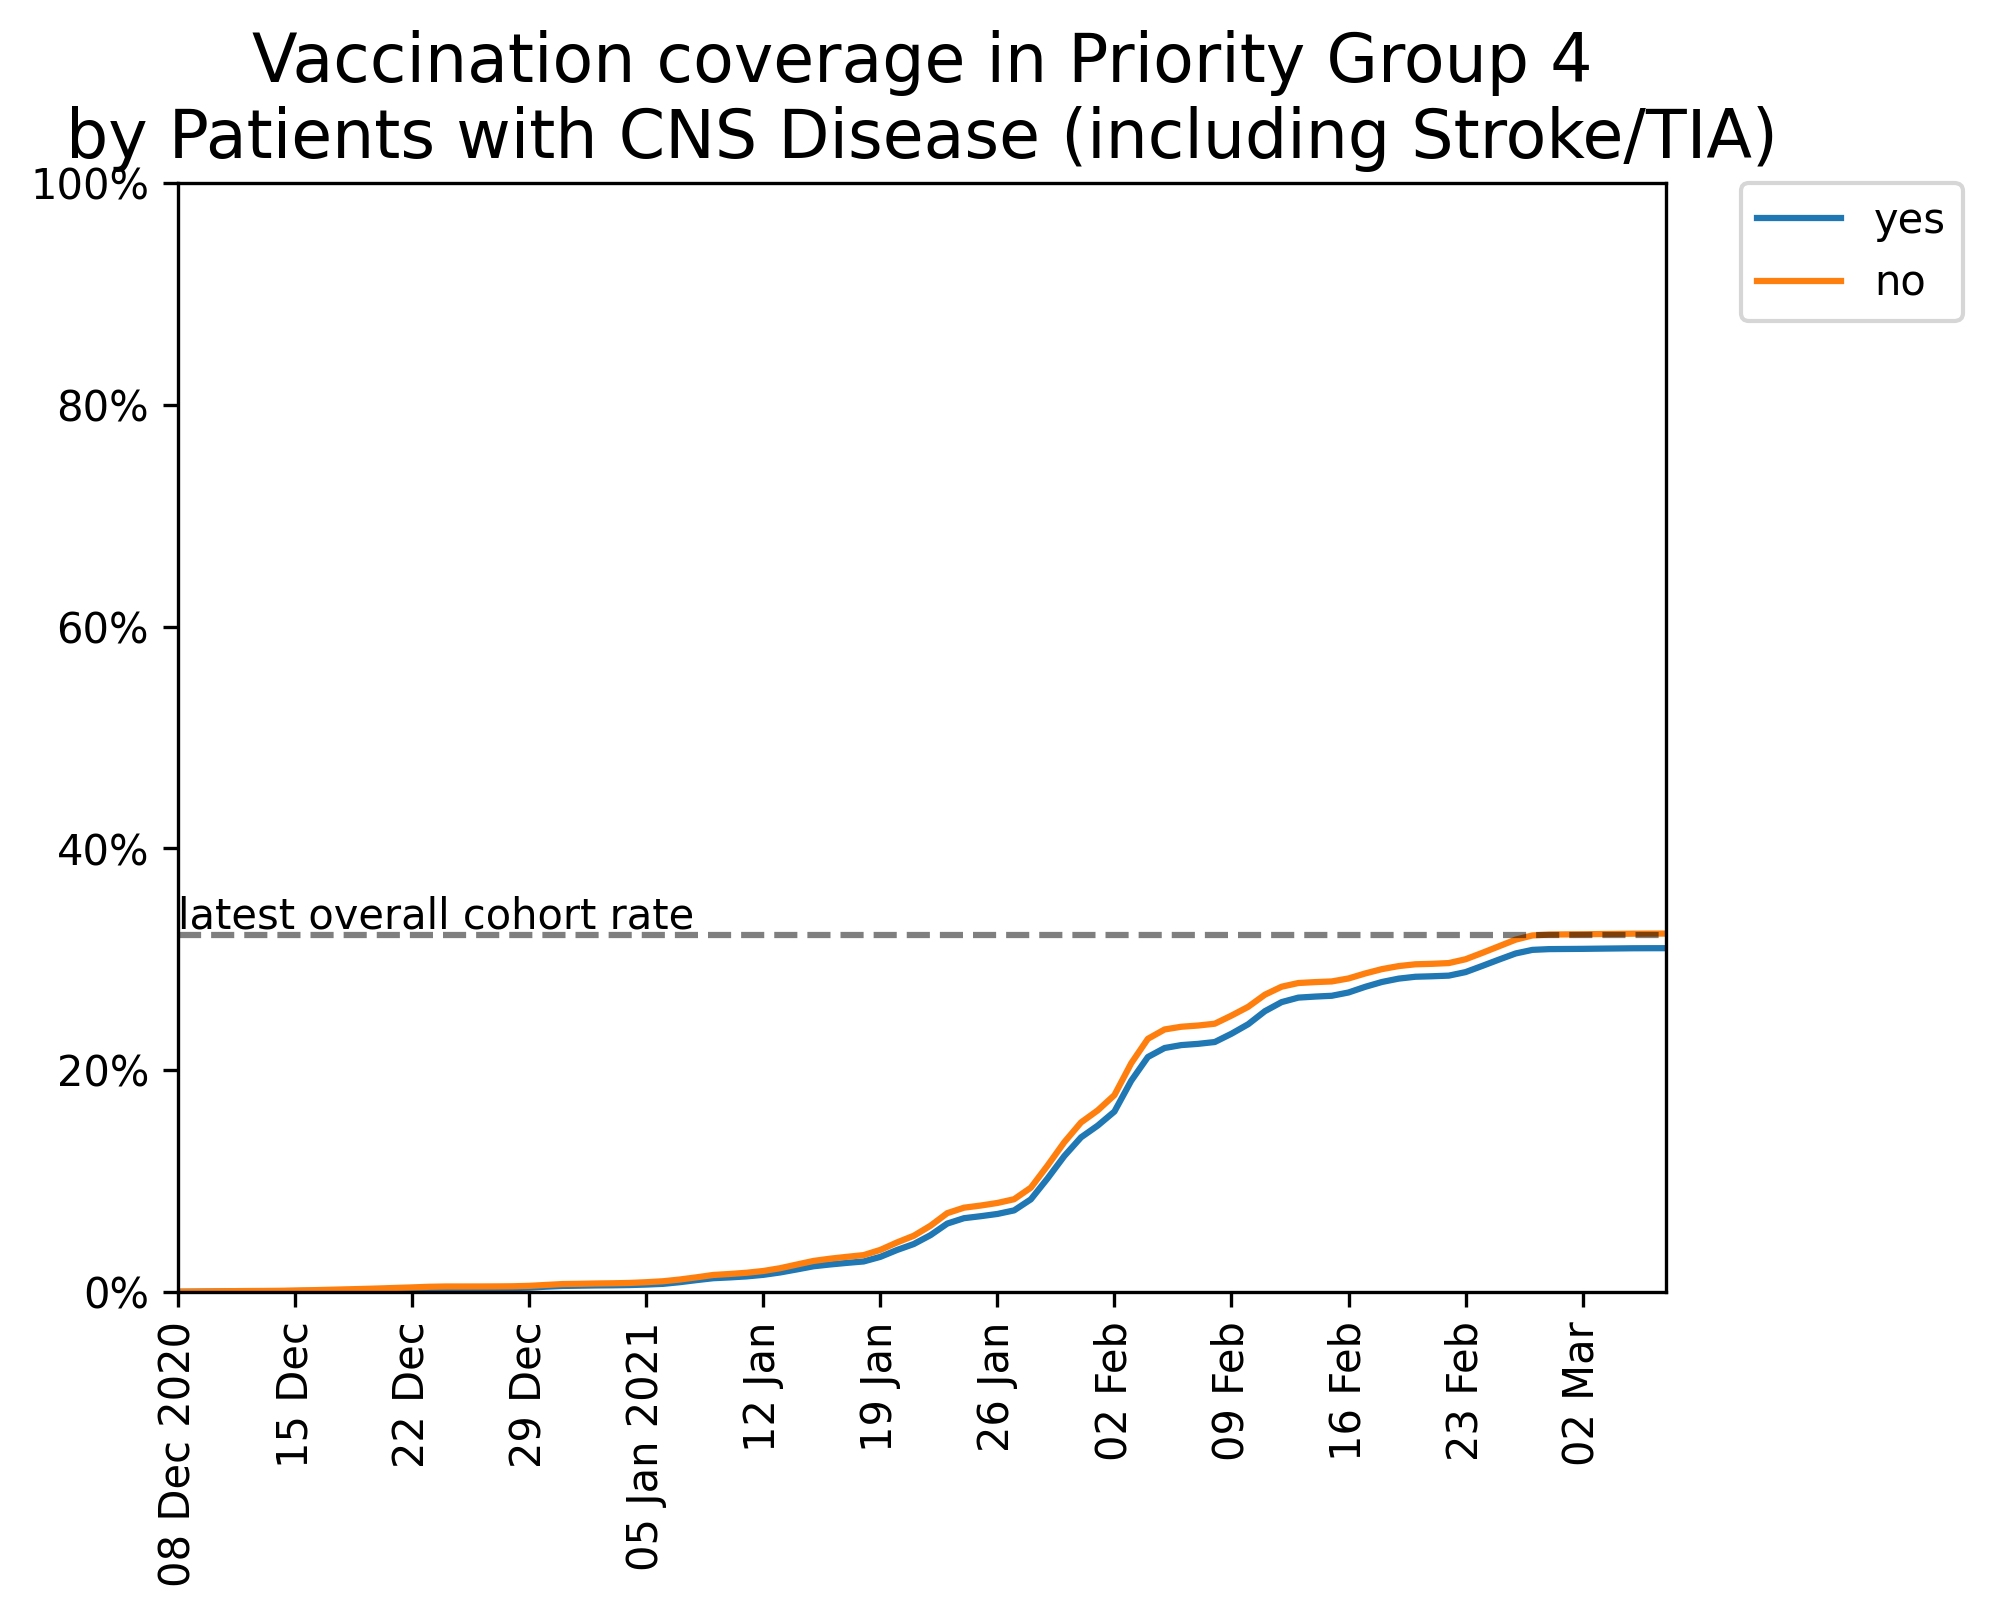 Vaccination coverage in Priority Group 4
by Patients with CNS Disease (including Stroke/TIA)
100%
80%
60%
40%
20%
0%
latest overall cohort rate
yes
no
08 Dec 2020
15 Dec
22 Dec
29 Dec
05 Jan 2021
12 Jan
19 Jan
26 Jan
02 Feb
09 Feb
16 Feb
23 Feb
02 Mar